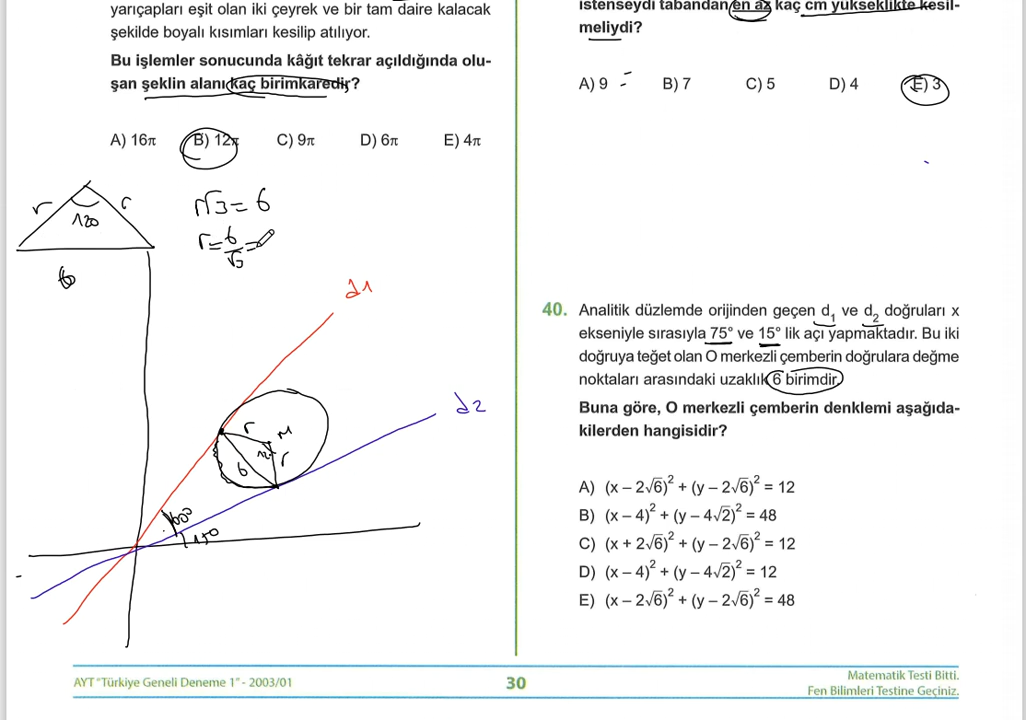 yarıçapları eşit olan iki çeyrek ve bir tam daire kalacak
şekilde boyalı kısımları kesilip atılıyor.
Bu işlemler sonucunda kâğıt tekrar açıldığında olu-
şan şeklin alanı kaç birimkaredir?
A) 16π B) 12π C) 9π D) 6π E) 4π
r r
120
6
r√3 = 6
r = 6/√3 =
d1
d2
r M
120 r
6
60°
15°
istenseydi tabandan en az kaç cm yükseklikte kesil-
meliydi?
A) 9 B) 7 C) 5 D) 4 E) 3
40. Analitik düzlemde orijinden geçen d₁ ve d₂ doğruları x
ekseniyle sırasıyla 75° ve 15° lik açı yapmaktadır. Bu iki
doğruya teğet olan O merkezli çemberin doğrulara değme
noktaları arasındaki uzaklık 6 birimdir.
Buna göre, O merkezli çemberin denklemi aşağıda-
kilerden hangisidir?
A) (x – 2√6)² + (y – 2√6)² = 12
B) (x – 4)² + (y – 4√2)² = 48
C) (x + 2√6)² + (y – 2√6)² = 12
D) (x – 4)² + (y – 4√2)² = 12
E) (x – 2√6)² + (y – 2√6)² = 48
AYT "Türkiye Geneli Deneme 1" - 2003/01
30
Matematik Testi Bitti.
Fen Bilimleri Testine Geçiniz.